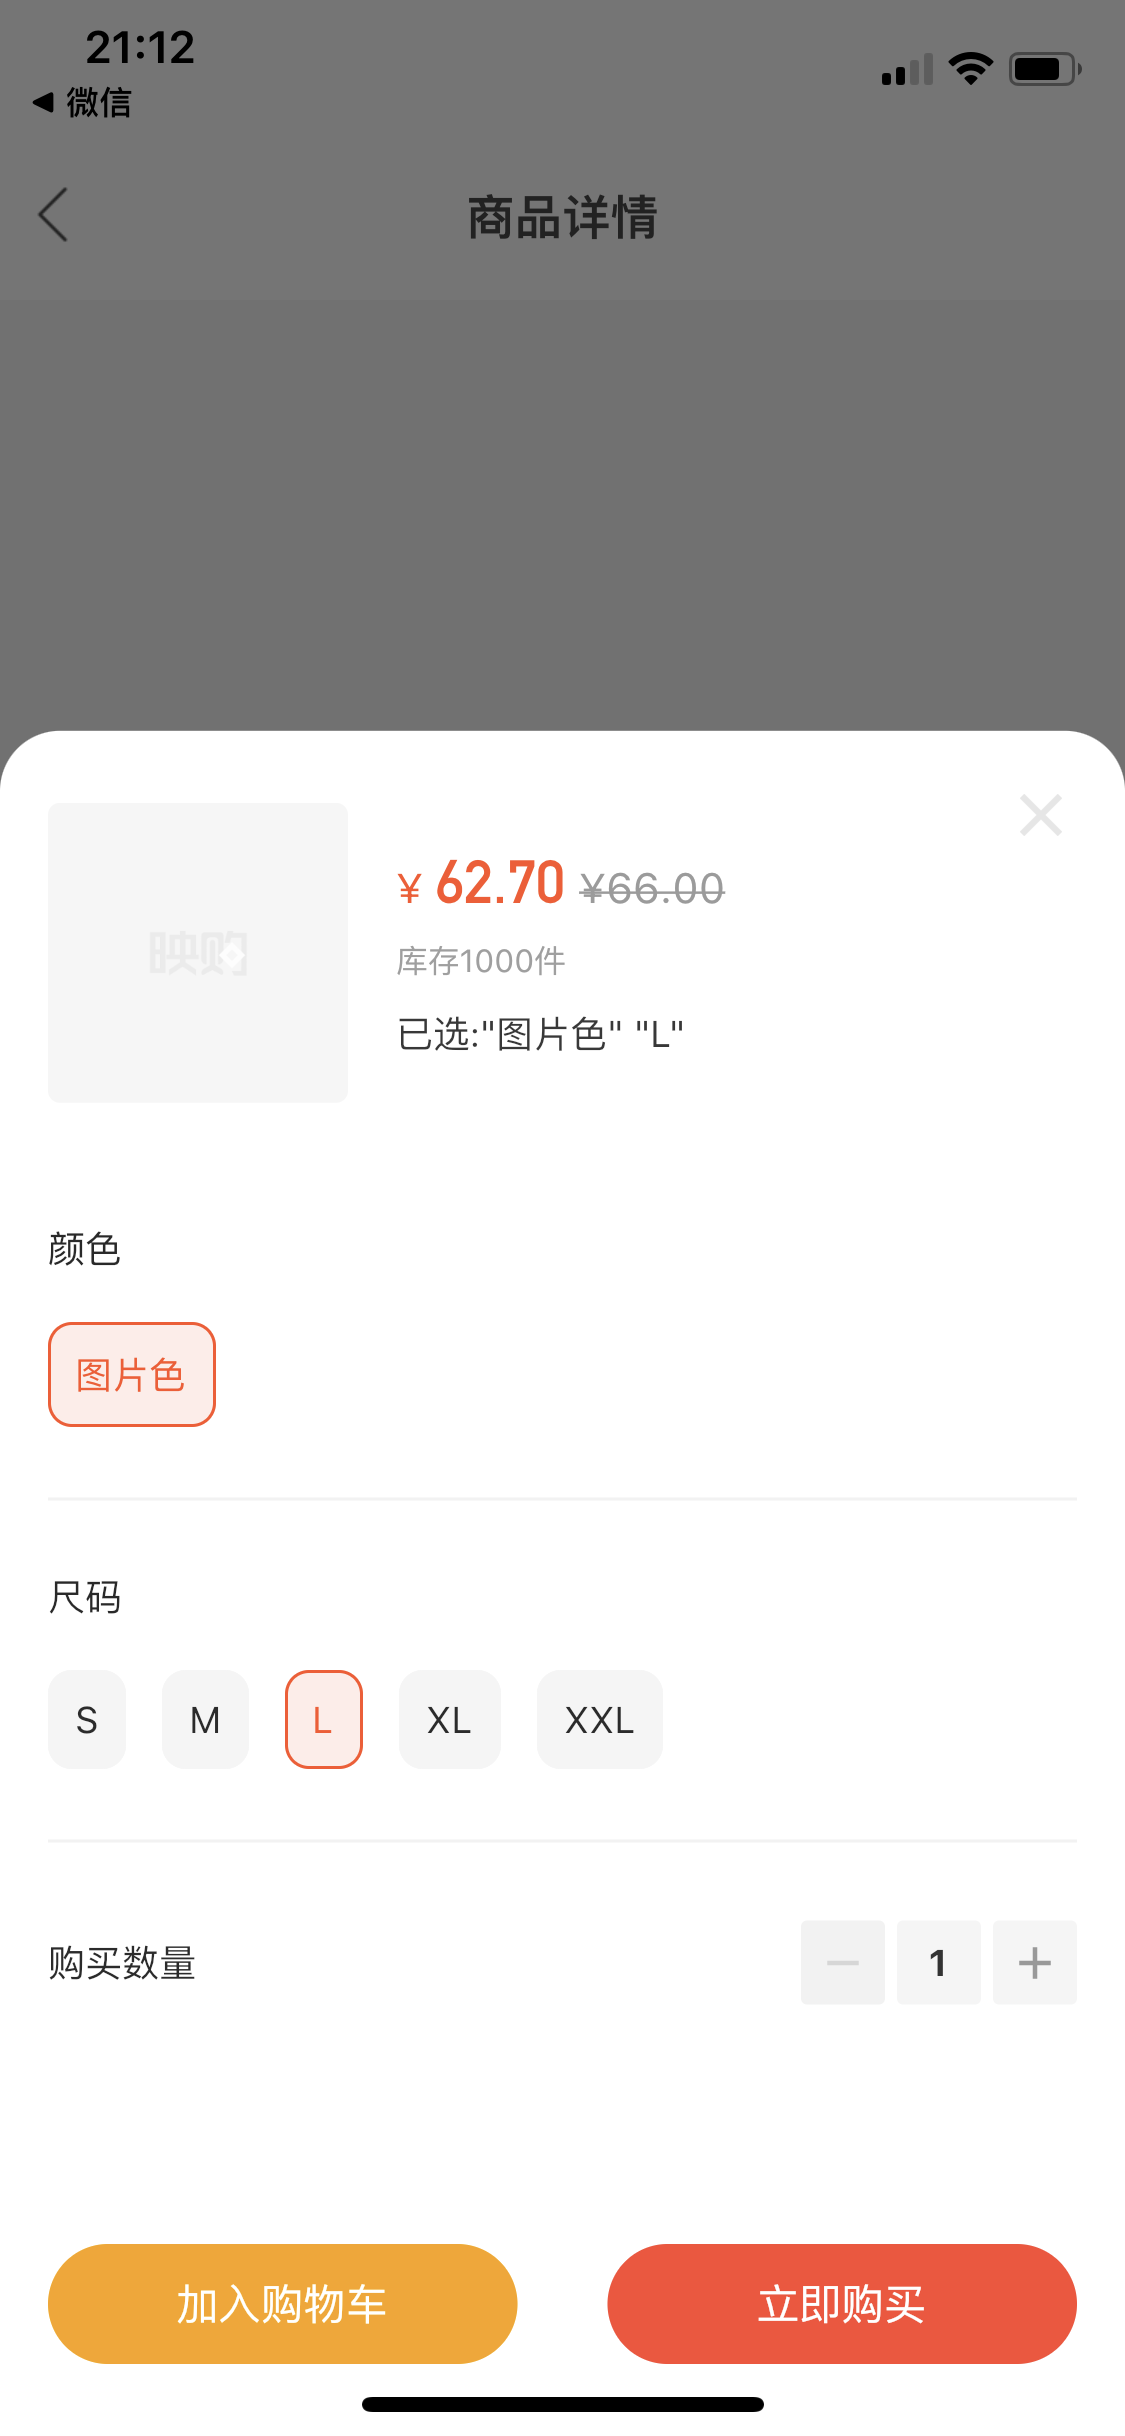 21:12
微信
商品详情
¥ 62.70 ¥66.00
映购
库存1000件
已选:"图片色" "L"
颜色
图片色
尺码
S M L XL XXL
购买数量
1
加入购物车
立即购买